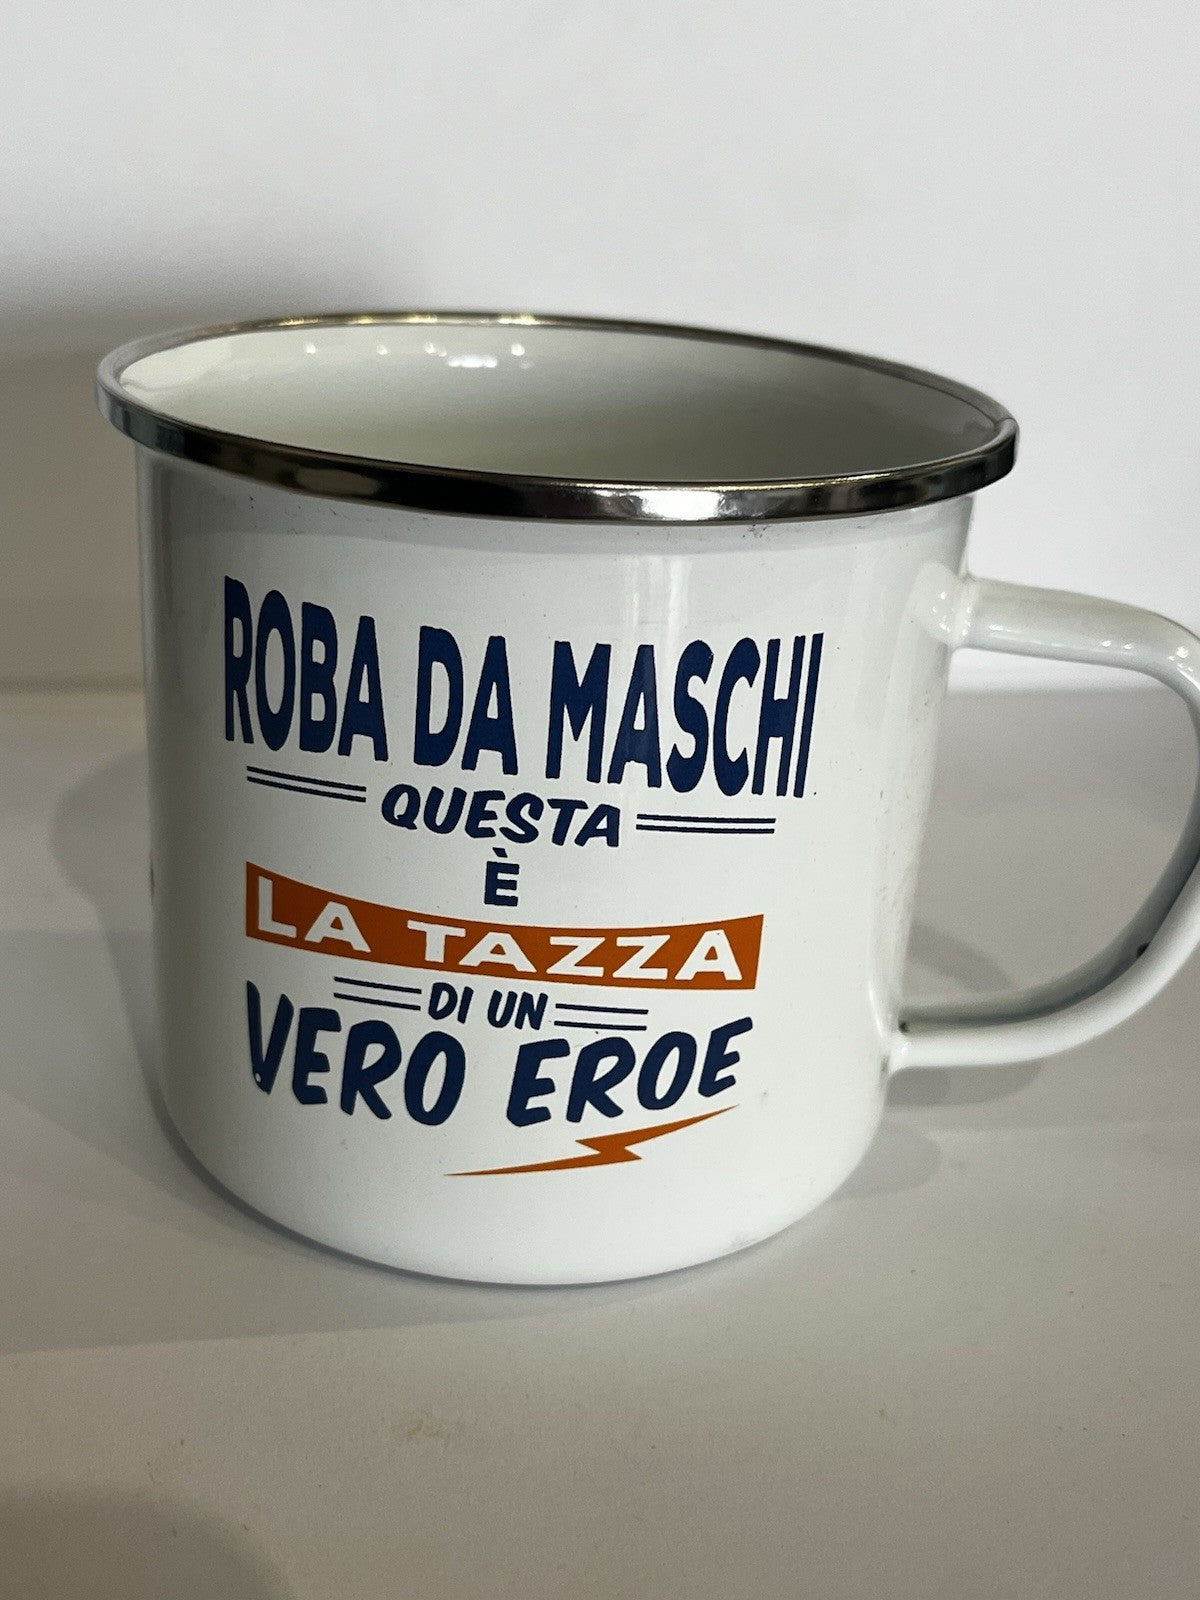 ROBA DA MASCHI
QUESTA
È
LA TAZZA
DI UN
VERO EROE